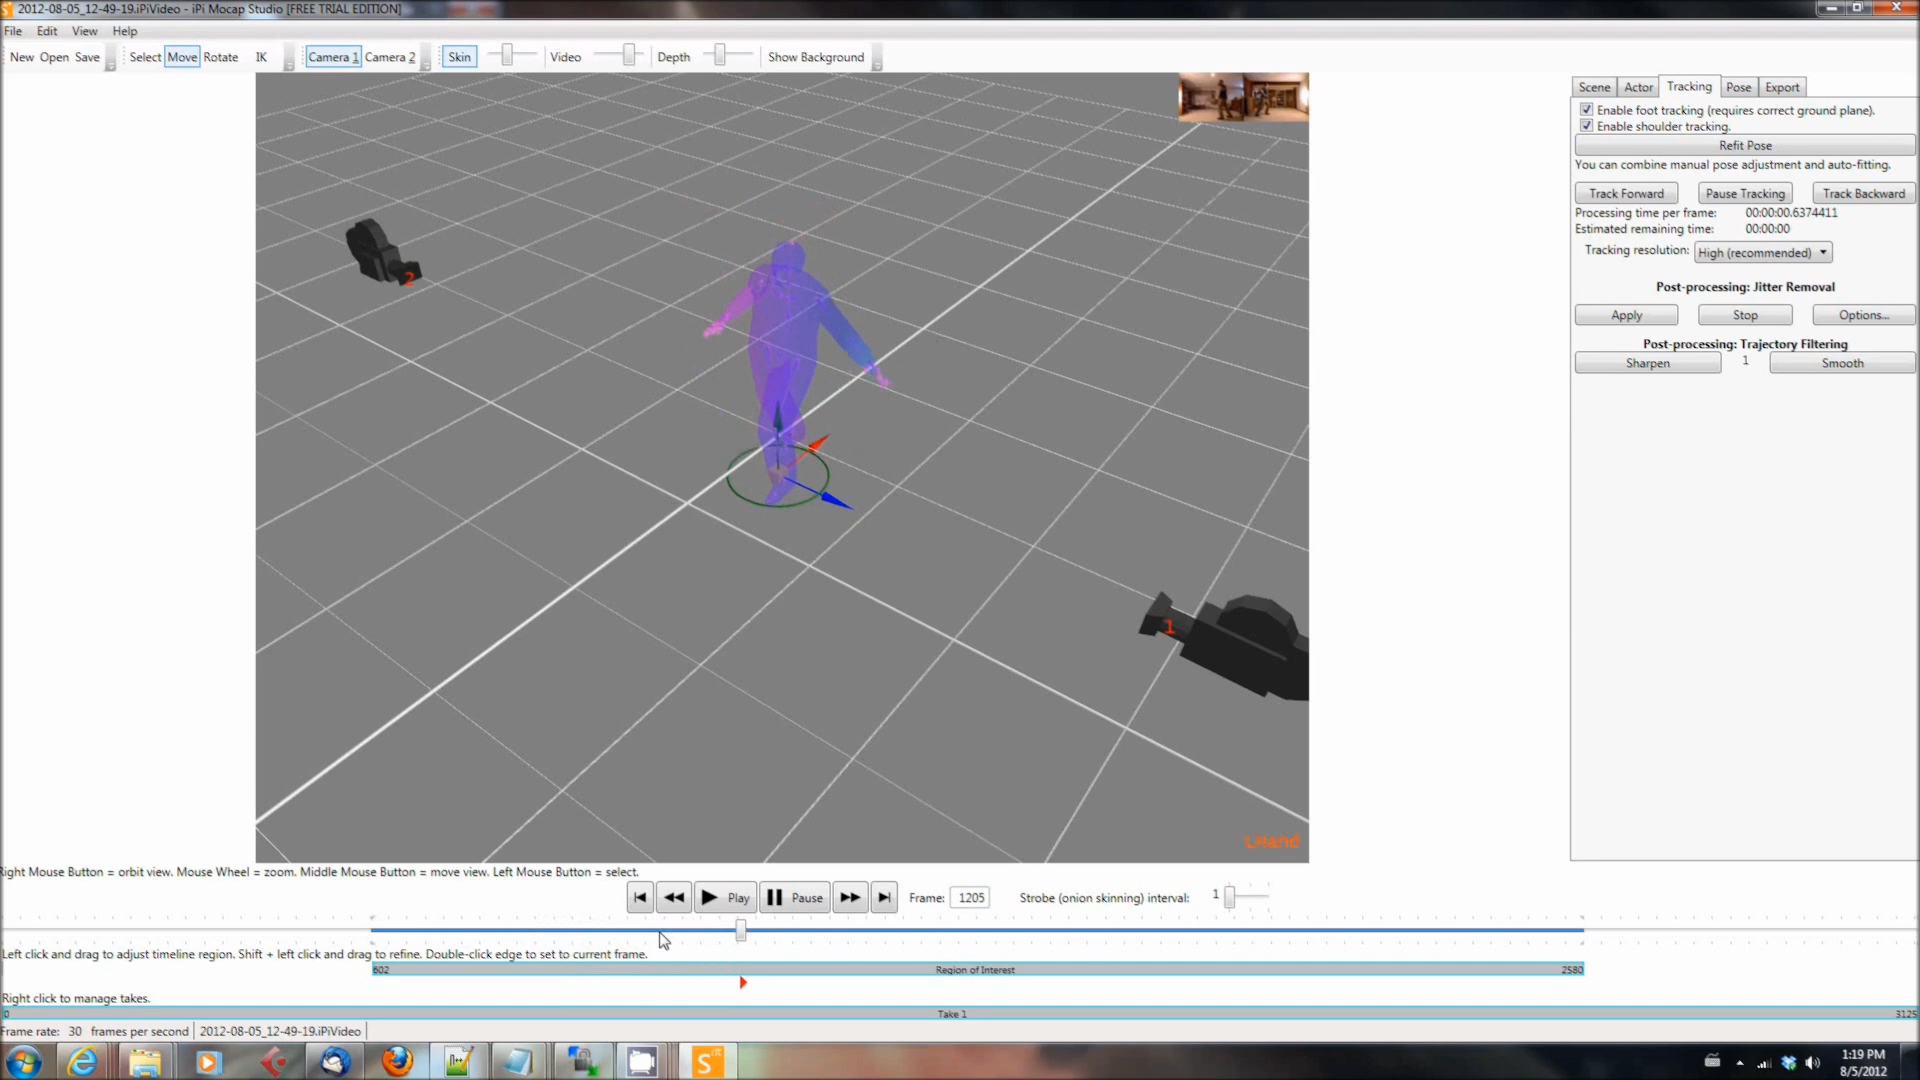 2012-08-05_12-49-19.iPiVideo - iPi Mocap Studio [FREE TRIAL EDITION]
File Edit View Help
New Open Save Select Move Rotate IK Camera 1 Camera 2 Skin Video Depth Show Background
Scene Actor Tracking Pose Export
Enable foot tracking (requires correct ground plane).
Enable shoulder tracking.
Refit Pose
You can combine manual pose adjustment and auto-fitting.
Track Forward Pause Tracking Track Backward
Processing time per frame: 00:00:00.6374411
Estimated remaining time: 00:00:00
Tracking resolution: High (recommended)
Post-processing: Jitter Removal
Apply Stop Options...
Post-processing: Trajectory Filtering
Sharpen 1 Smooth
2
1
LHand
Right Mouse Button = orbit view. Mouse Wheel = zoom. Middle Mouse Button = move view. Left Mouse Button = select.
Play Pause Frame: 1205 Strobe (onion skinning) interval: 1
Left click and drag to adjust timeline region. Shift + left click and drag to refine. Double-click edge to set to current frame.
602 Region of Interest 2580
Right click to manage takes.
0 Take 1 3125
Frame rate: 30 frames per second 2012-08-05_12-49-19.iPiVideo
1:19 PM
8/5/2012